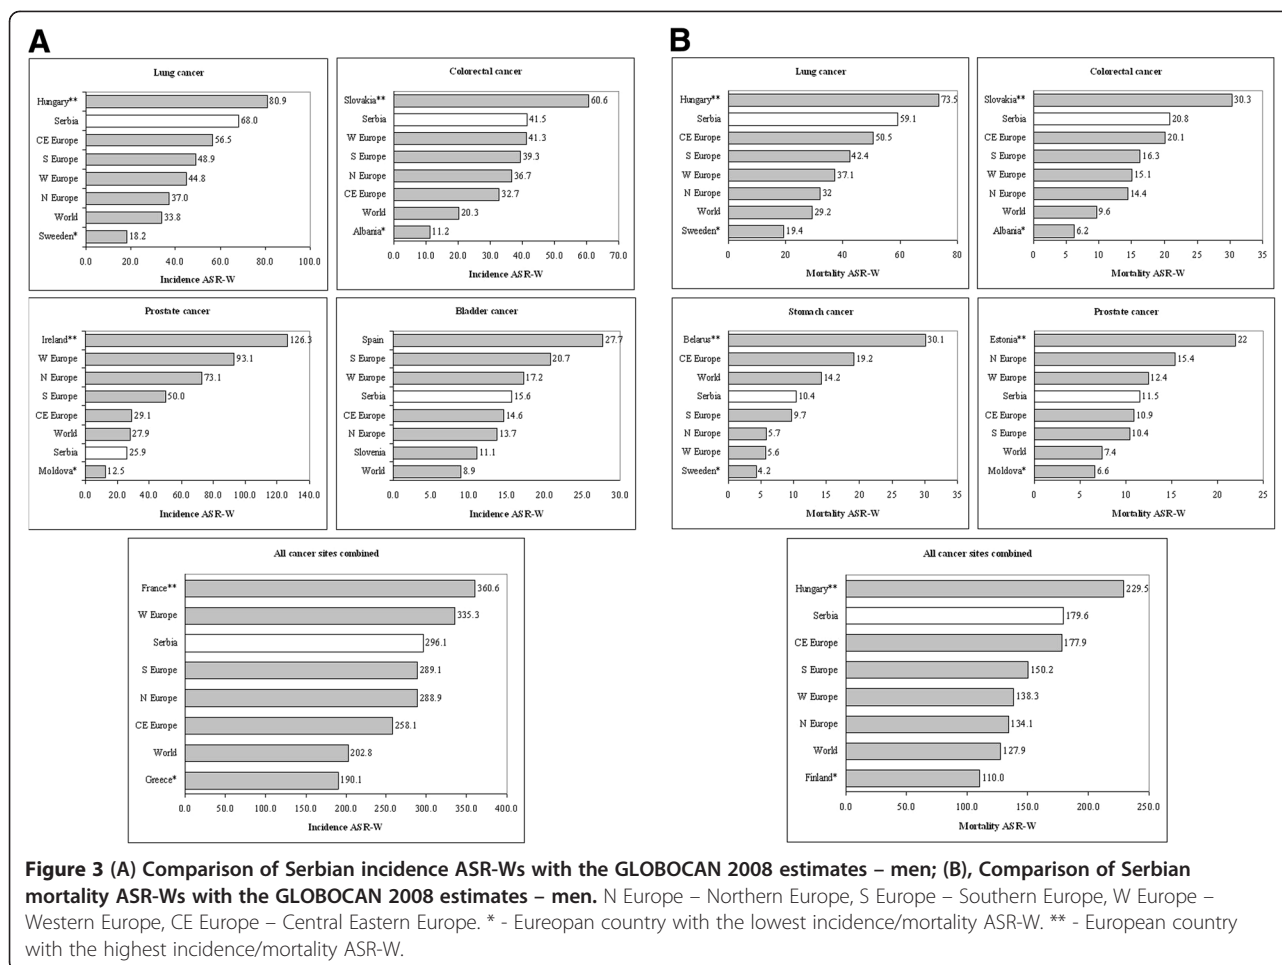 A
Lung cancer
Hungary** 80.9
Serbia 68.0
CE Europe 56.5
S Europe 48.9
W Europe 44.8
N Europe 37.0
World 33.8
Sweden* 18.2
0.0 20.0 40.0 60.0 80.0 100.0
Incidence ASR-W
Colorectal cancer
Slovakia** 60.6
Serbia 41.5
W Europe 41.3
S Europe 39.3
N Europe 36.7
CE Europe 32.7
World 20.3
Albania* 11.2
0.0 10.0 20.0 30.0 40.0 50.0 60.0 70.0
Incidence ASR-W
Prostate cancer
Ireland** 126.3
W Europe 93.1
N Europe 73.1
S Europe 50.0
CE Europe 29.1
World 27.9
Serbia 25.9
Moldova* 12.5
0.0 20.0 40.0 60.0 80.0 100.0 120.0 140.0
Incidence ASR-W
Bladder cancer
Spain 27.7
S Europe 20.7
W Europe 17.2
Serbia 15.6
CE Europe 14.6
N Europe 13.7
Slovenia 11.1
World 8.9
0.0 5.0 10.0 15.0 20.0 25.0 30.0
Incidence ASR-W
All cancer sites combined
France** 360.6
W Europe 335.3
Serbia 296.1
S Europe 289.1
N Europe 288.9
CE Europe 258.1
World 202.8
Greece* 190.1
0.0 50.0 100.0 150.0 200.0 250.0 300.0 350.0 400.0
Incidence ASR-W
B
Lung cancer
Hungary** 73.5
Serbia 59.1
CE Europe 50.5
S Europe 42.4
W Europe 37.1
N Europe 32
World 29.2
Sweden* 19.4
0 20 40 60 80
Mortality ASR-W
Colorectal cancer
Slovakia** 30.3
Serbia 20.8
CE Europe 20.1
S Europe 16.3
W Europe 15.1
N Europe 14.4
World 9.6
Albania* 6.2
0 5 10 15 20 25 30 35
Mortality ASR-W
Stomach cancer
Belarus** 30.1
CE Europe 19.2
World 14.2
Serbia 10.4
S Europe 9.7
N Europe 5.7
W Europe 5.6
Sweden* 4.2
0 5 10 15 20 25 30 35
Mortality ASR-W
Prostate cancer
Estonia** 22
N Europe 15.4
W Europe 12.4
Serbia 11.5
CE Europe 10.9
S Europe 10.4
World 7.4
Moldova* 6.6
0 5 10 15 20 25
Mortality ASR-W
All cancer sites combined
Hungary** 229.5
Serbia 179.6
CE Europe 177.9
S Europe 150.2
W Europe 138.3
N Europe 134.1
World 127.9
Finland* 110.0
0.0 50.0 100.0 150.0 200.0 250.0
Mortality ASR-W
Figure 3 (A) Comparison of Serbian incidence ASR-Ws with the GLOBOCAN 2008 estimates – men; (B), Comparison of Serbian
mortality ASR-Ws with the GLOBOCAN 2008 estimates – men. N Europe – Northern Europe, S Europe – Southern Europe, W Europe –
Western Europe, CE Europe – Central Eastern Europe. * - Eureopan country with the lowest incidence/mortality ASR-W. ** - European country
with the highest incidence/mortality ASR-W.